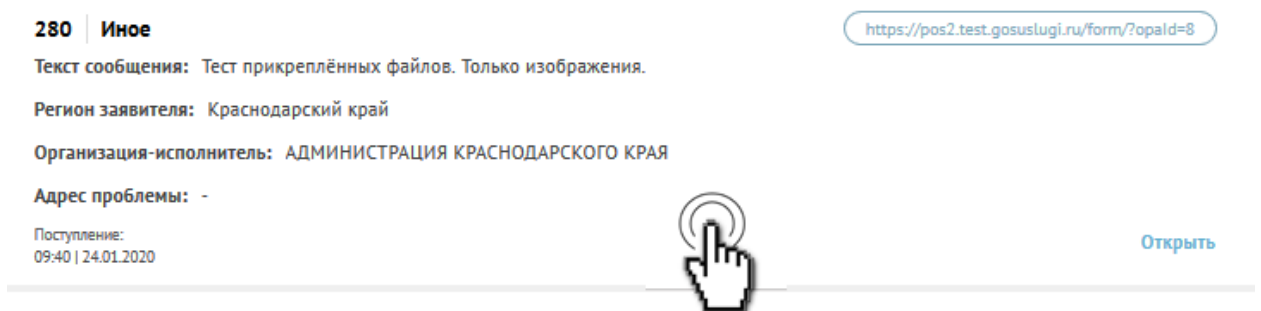 280 Иное
https://pos2.test.gosuslugi.ru/form/?opaId=8
Текст сообщения: Тест прикреплённых файлов. Только изображения.
Регион заявителя: Краснодарский край
Организация-исполнитель: АДМИНИСТРАЦИЯ КРАСНОДАРСКОГО КРАЯ
Адрес проблемы: -
Поступление:
09:40 | 24.01.2020
Открыть